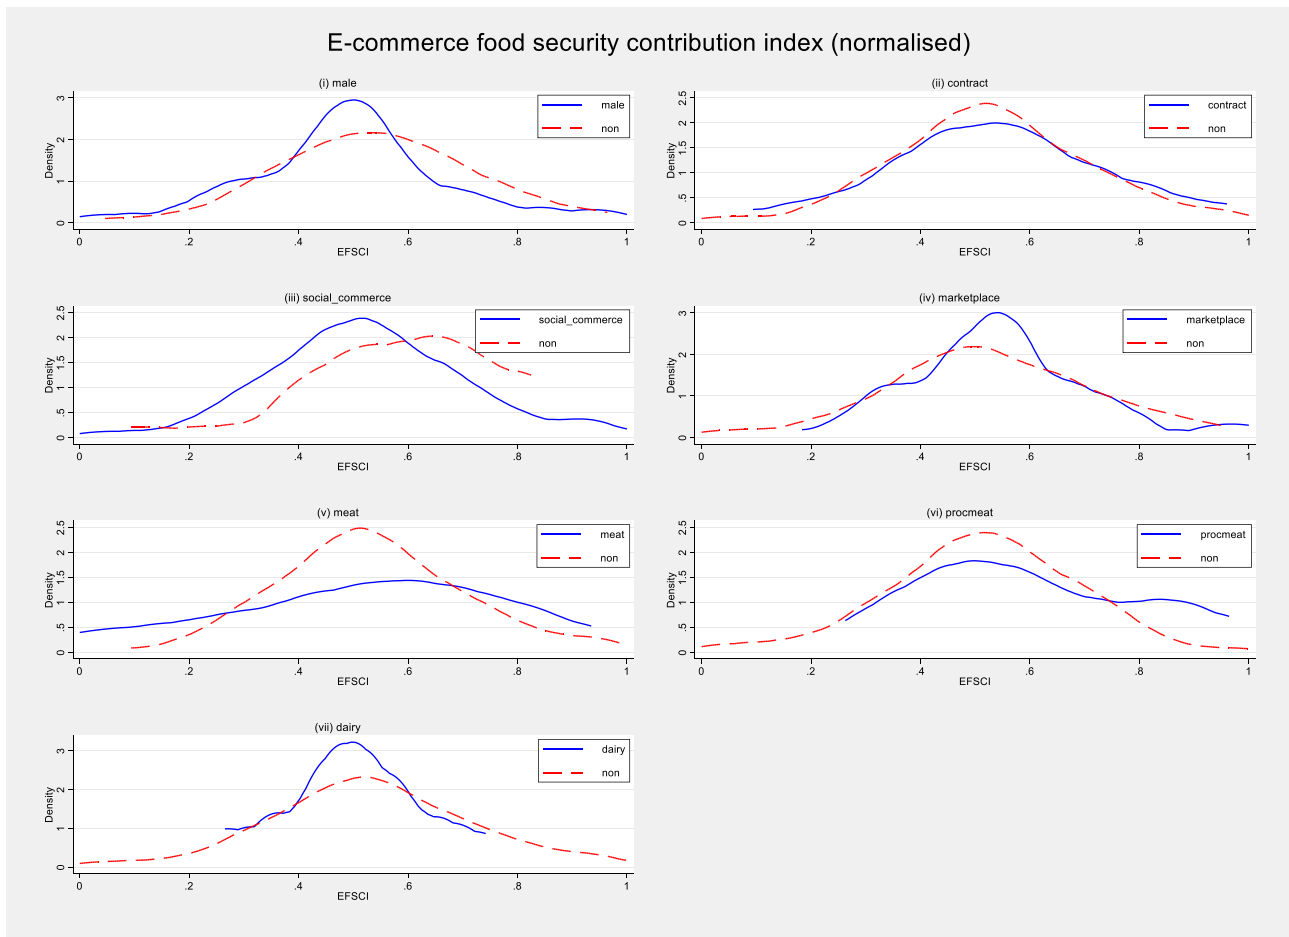 E-commerce food security contribution index (normalised)
(i) male
Density
3
2
1
0
0 .2 .4 .6 .8 1
EFSCI
male
non
(ii) contract
Density
2.5
2
1.5
1
.5
0
0 .2 .4 .6 .8 1
EFSCI
contract
non
(iii) social_commerce
Density
2.5
2
1.5
1
.5
0
0 .2 .4 .6 .8 1
EFSCI
social_commerce
non
(iv) marketplace
Density
3
2
1
0
0 .2 .4 .6 .8 1
EFSCI
marketplace
non
(v) meat
Density
2.5
2
1.5
1
.5
0
0 .2 .4 .6 .8 1
EFSCI
meat
non
(vi) procmeat
Density
2.5
2
1.5
1
.5
0
0 .2 .4 .6 .8 1
EFSCI
procmeat
non
(vii) dairy
Density
3
2
1
0
0 .2 .4 .6 .8 1
EFSCI
dairy
non